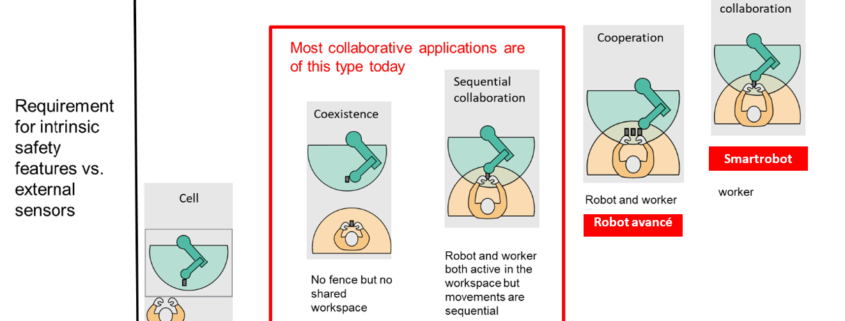 collaboration
Most collaborative applications are
of this type today
Cooperation
Sequential
collaboration
Coexistence
Requirement
for intrinsic
safety
features vs.
external
sensors
Cell
Smartrobot
worker
Robot and worker
Robot avancé
Robot and worker
both active in the
workspace but
movements are
sequential
No fence but no
shared
workspace